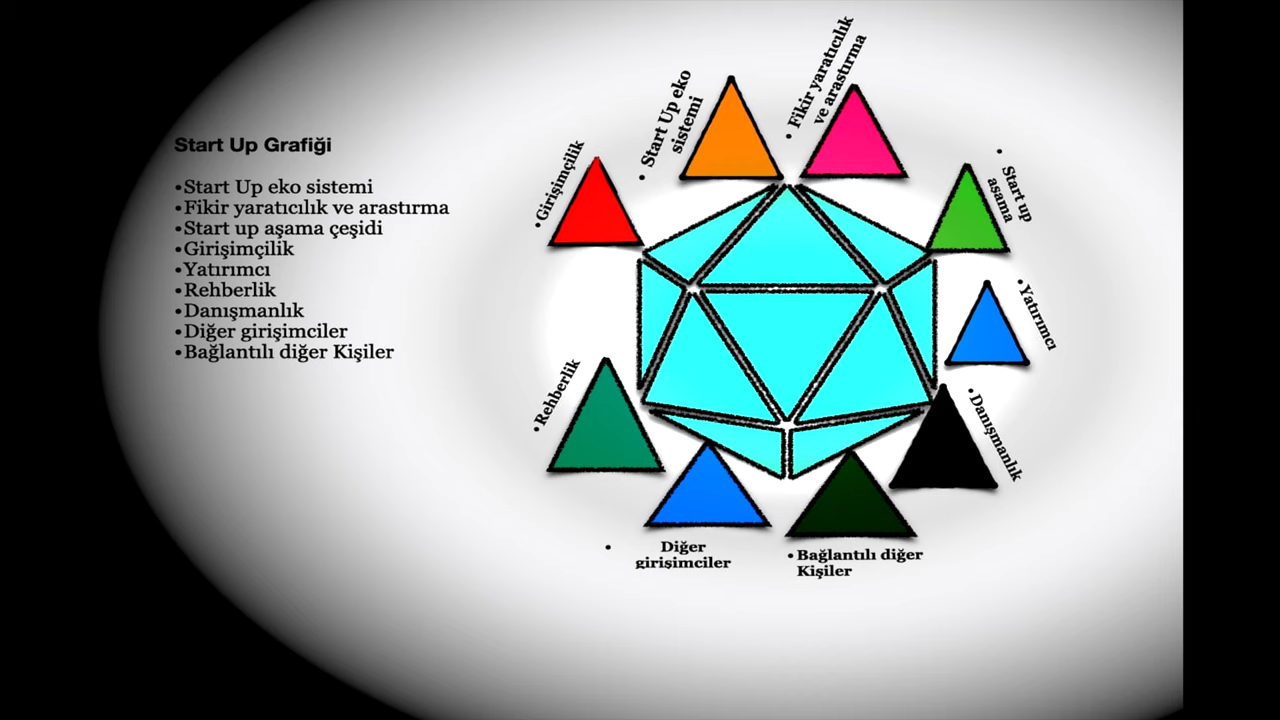 Start Up Grafiği
•Start Up eko sistemi
•Fikir yaratıcılık ve arastırma
•Start up aşama çeşidi
•Girişimçilik
•Yatırımcı
•Rehberlik
•Danışmanlık
•Diğer girişimciler
•Bağlantılı diğer Kişiler
•Girişimçilik
• Start Up eko
sistemi
• Fikir yaratıcılık
ve arastırma
• Start up
aşama
•Yatırımcı
•Rehberlik
•Danışmanlık
• Diğer
girişimciler
•Bağlantılı diğer
Kişiler